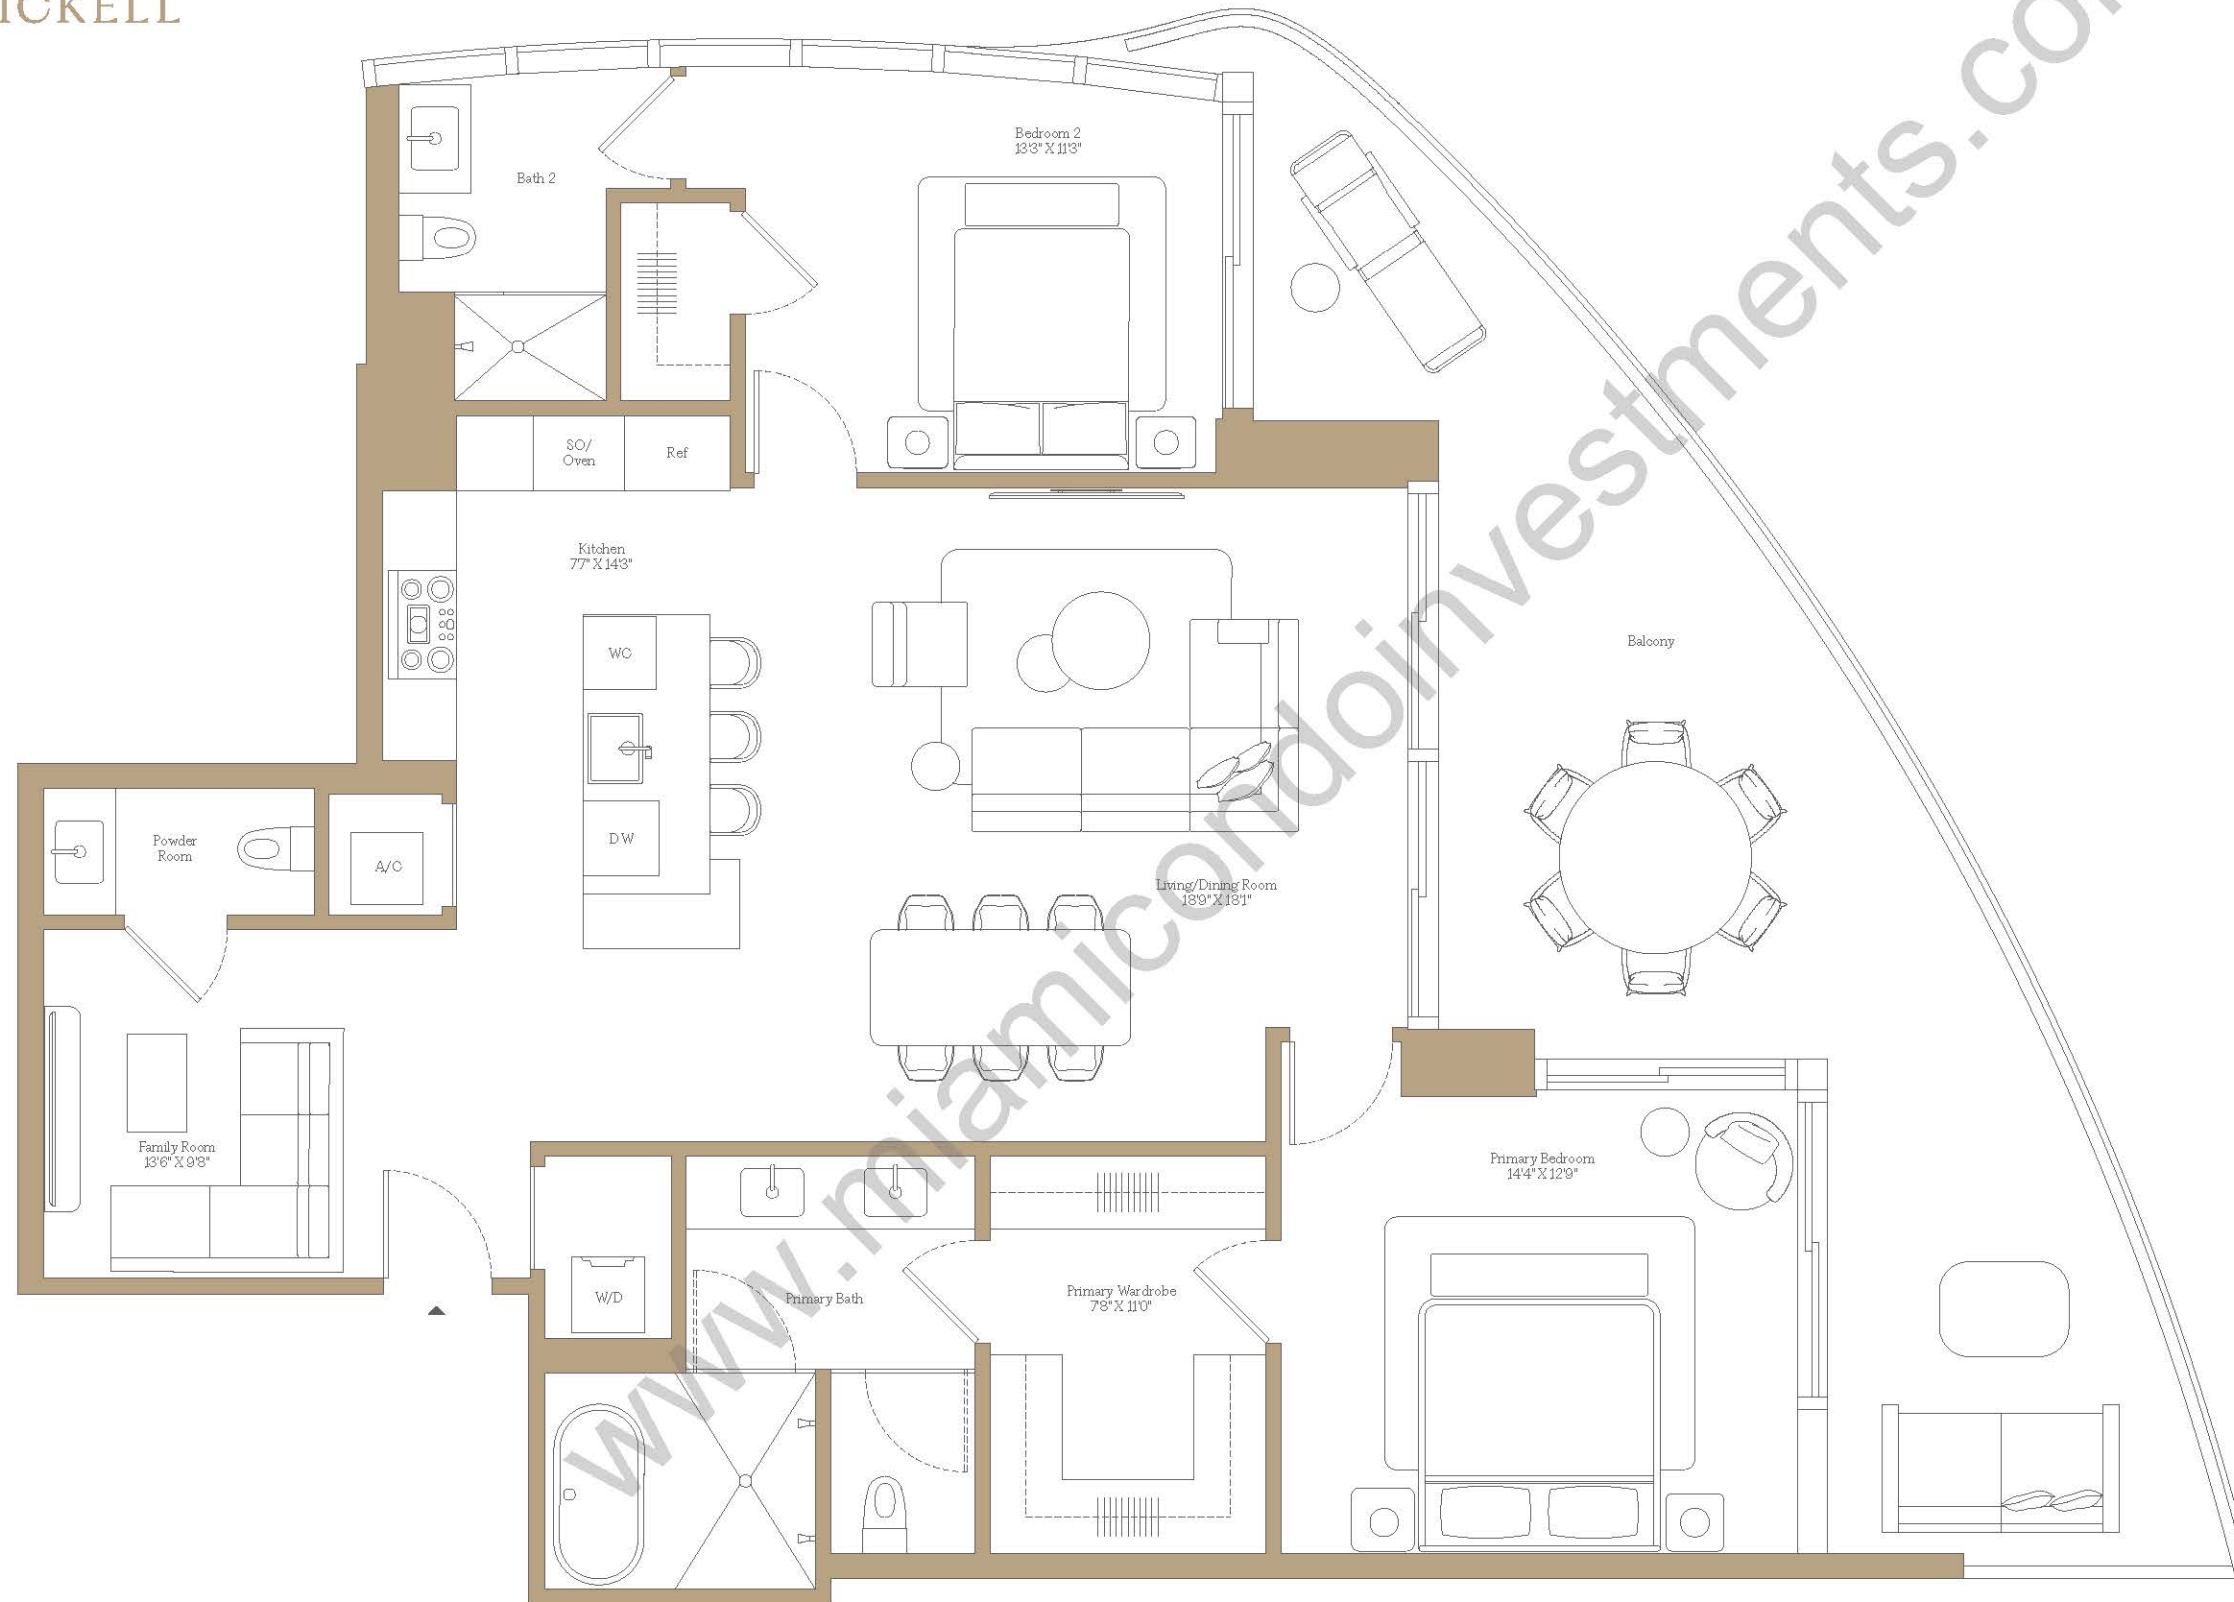 ICKELL
Bedroom 2
13'3" X 11'3"
Bath 2
SO/
Oven
Ref
Kitchen
7'7" X 14'3"
WC
DW
Balcony
Powder
Room
A/C
Living/Dining Room
18'9" X 18'1"
Family Room
13'6" X 9'8"
Primary Bedroom
14'4" X 12'9"
W/D
Primary Bath
Primary Wardrobe
7'8" X 11'0"
www.miamicondoinvestments.co